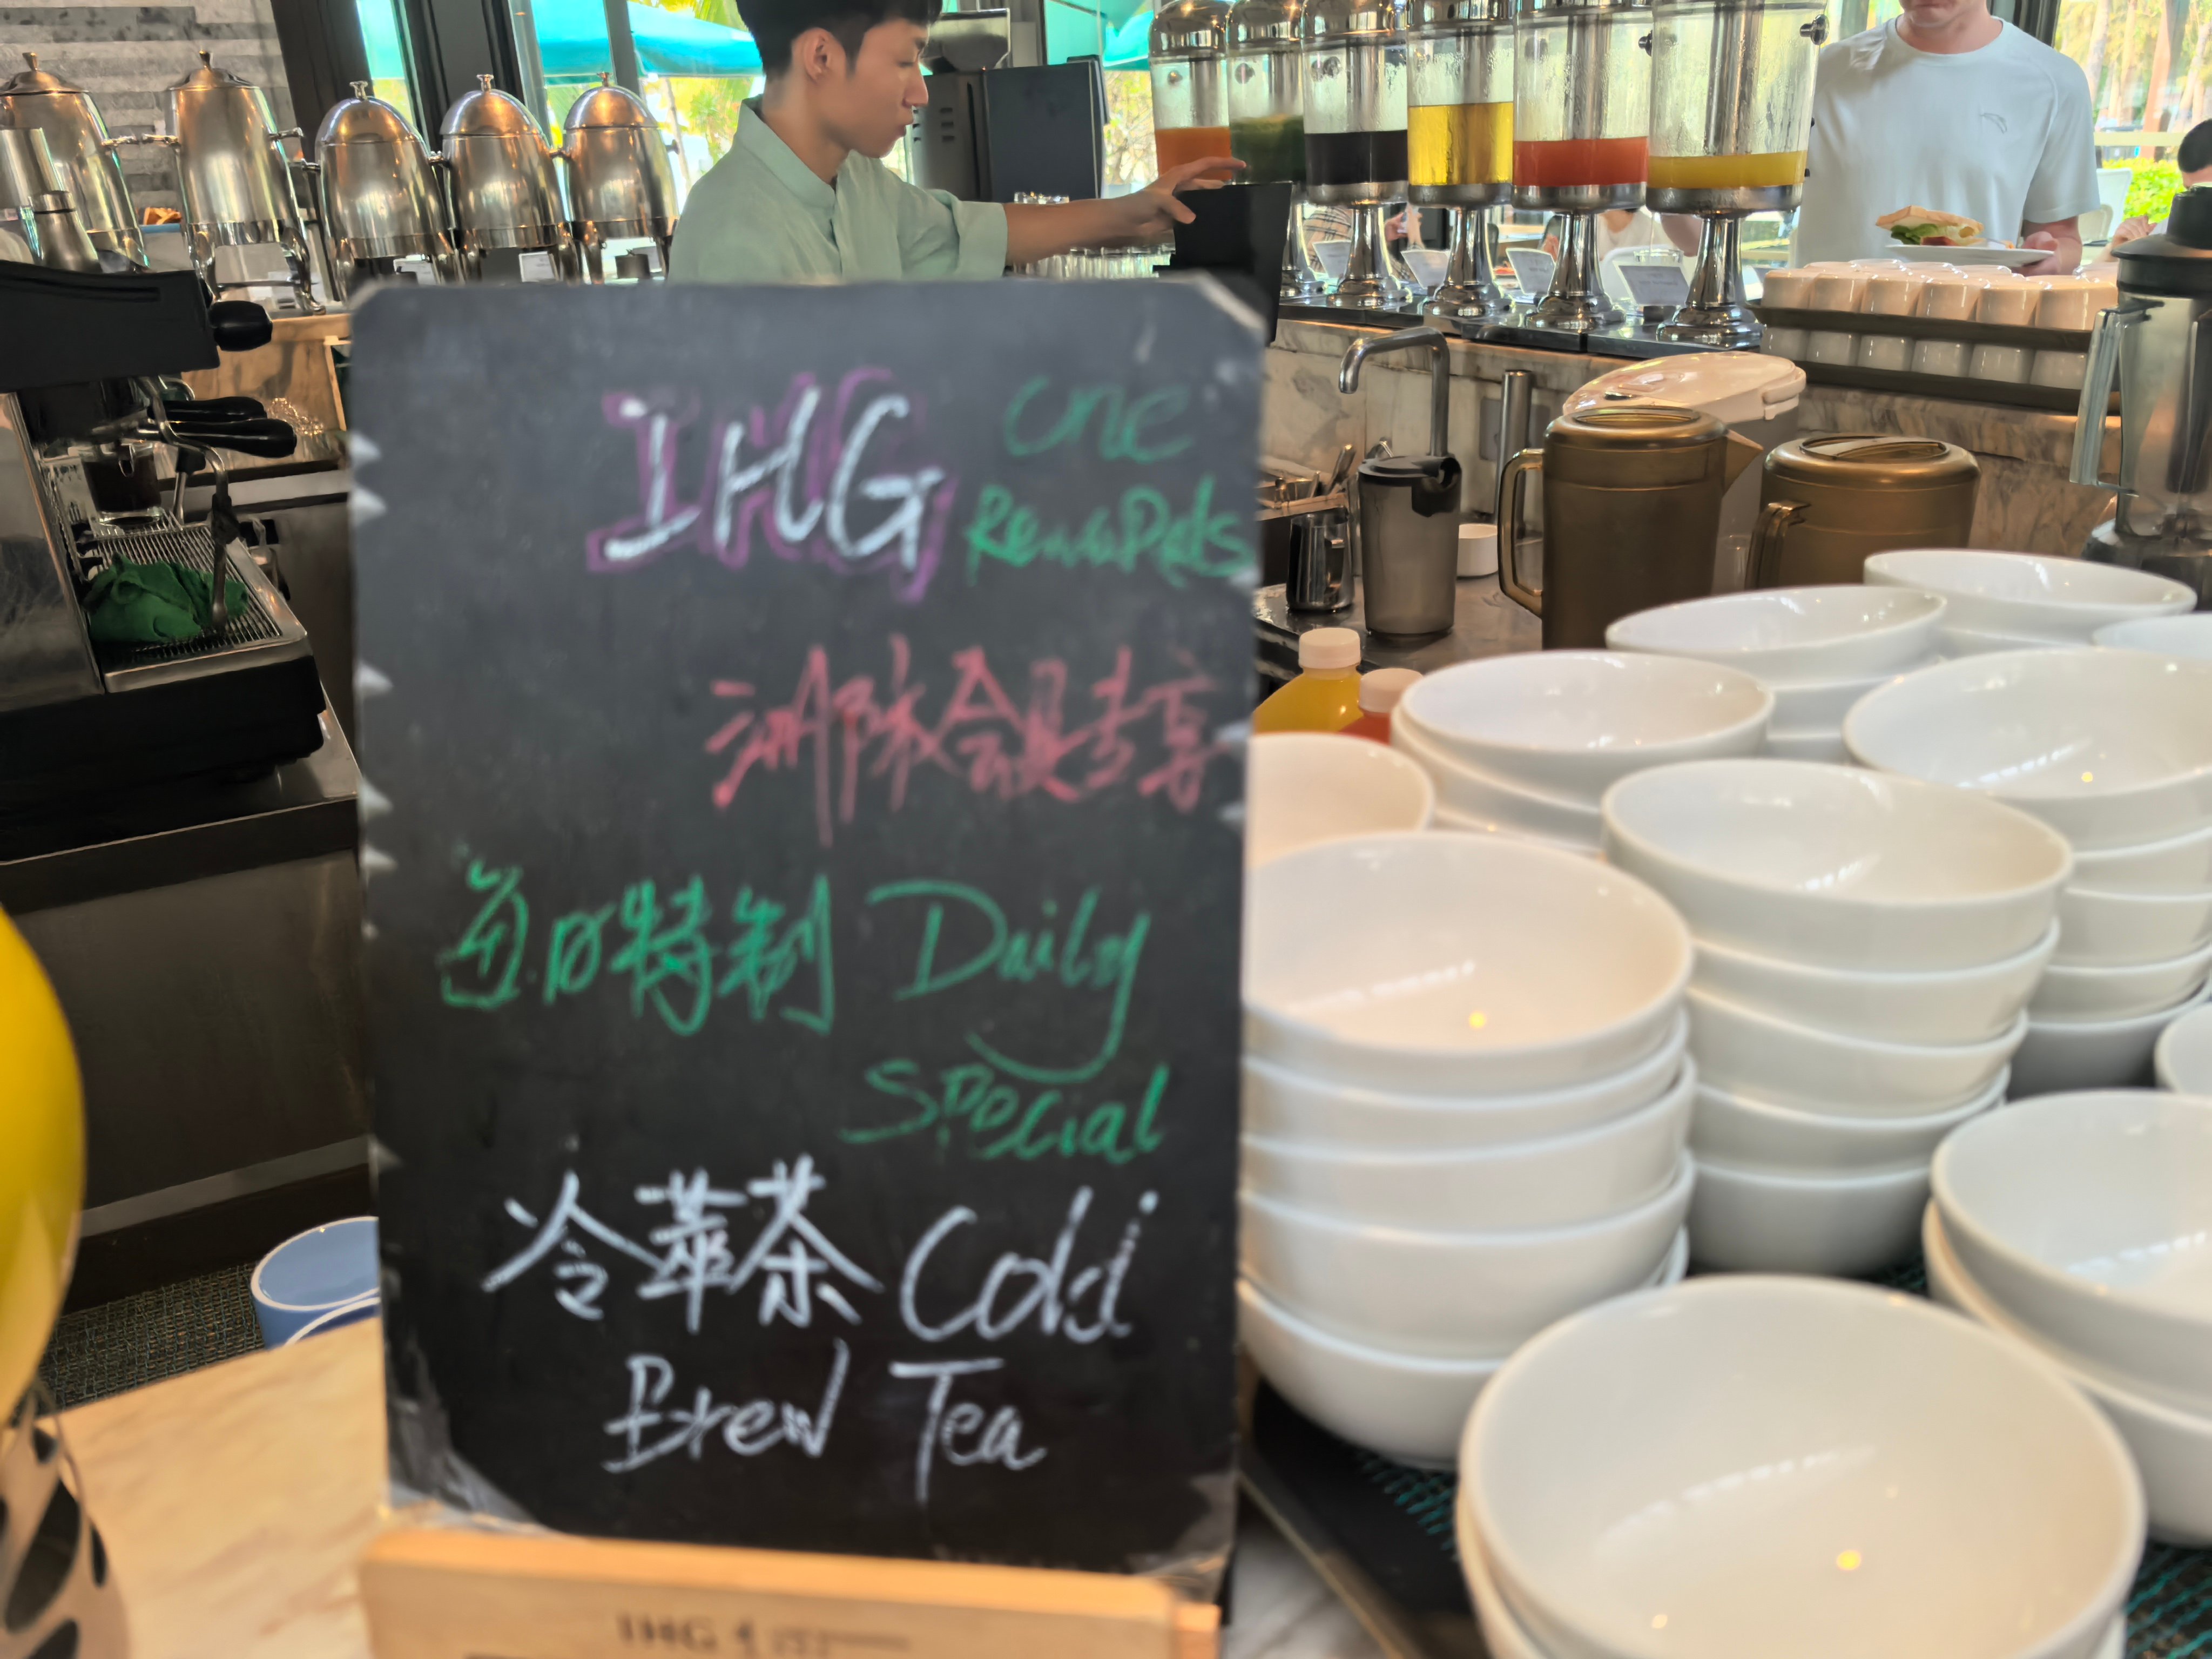 IHG one
Rewards
洲际会员专享
每日特制 Daily
Special
冷萃茶 Cold
Brew Tea
IHG